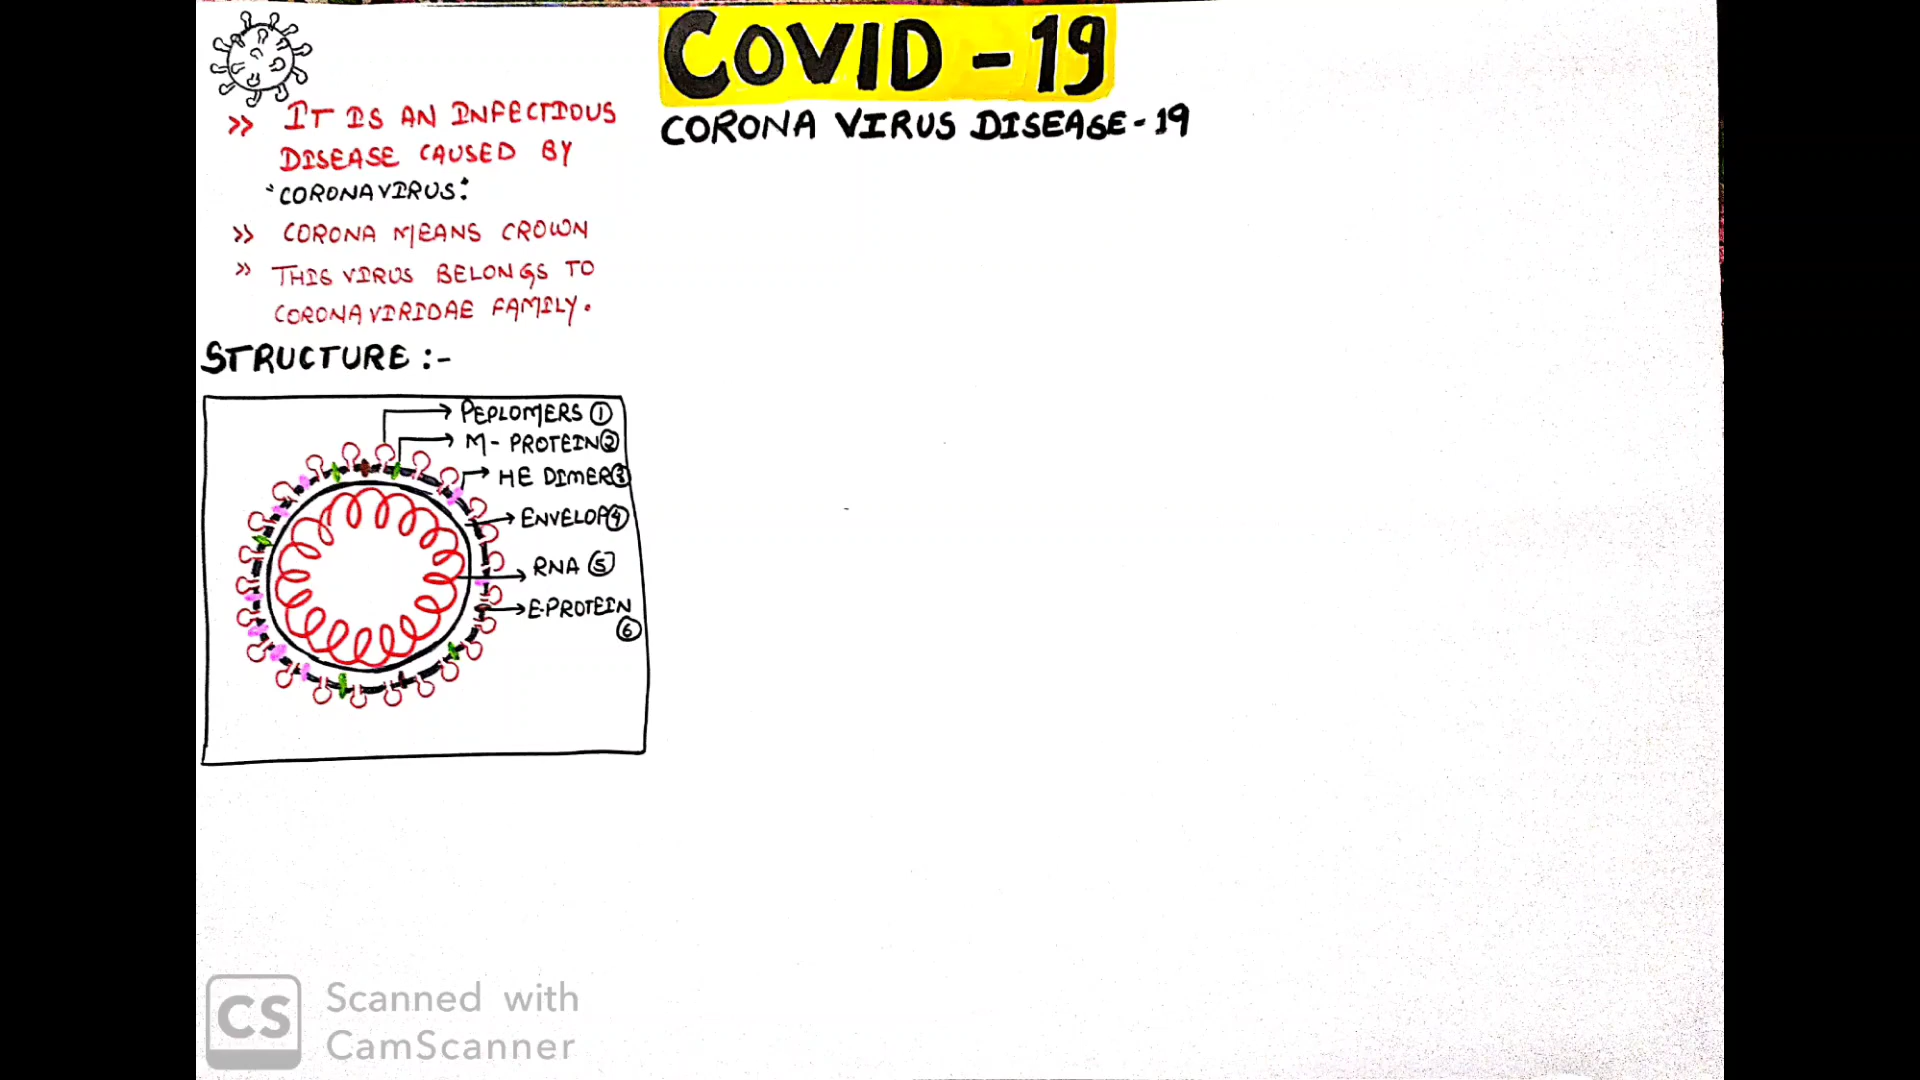 COVID - 19
CORONA VIRUS DISEASE - 19
>> IT IS AN INFECTIOUS
DISEASE CAUSED BY
"CORONAVIRUS:
>> CORONA MEANS CROWN
>> THIS VIRUS BELONGS TO
CORONAVIRIDAE FAMILY.
STRUCTURE :-
PEPLOMERS ①
M- PROTEIN ②
HE DIMER ③
ENVELOP ④
RNA ⑤
E-PROTEIN
⑥
CS
Scanned with
CamScanner